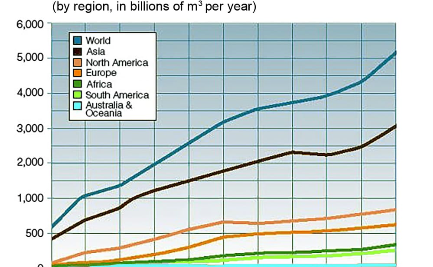 (by region, in billions of m³ per year)
6,000
World
Asia
5,000
North America
Europe
4,000
Africa
South America
Australia &
Oceania
3,000
2,000
1,000
500
0